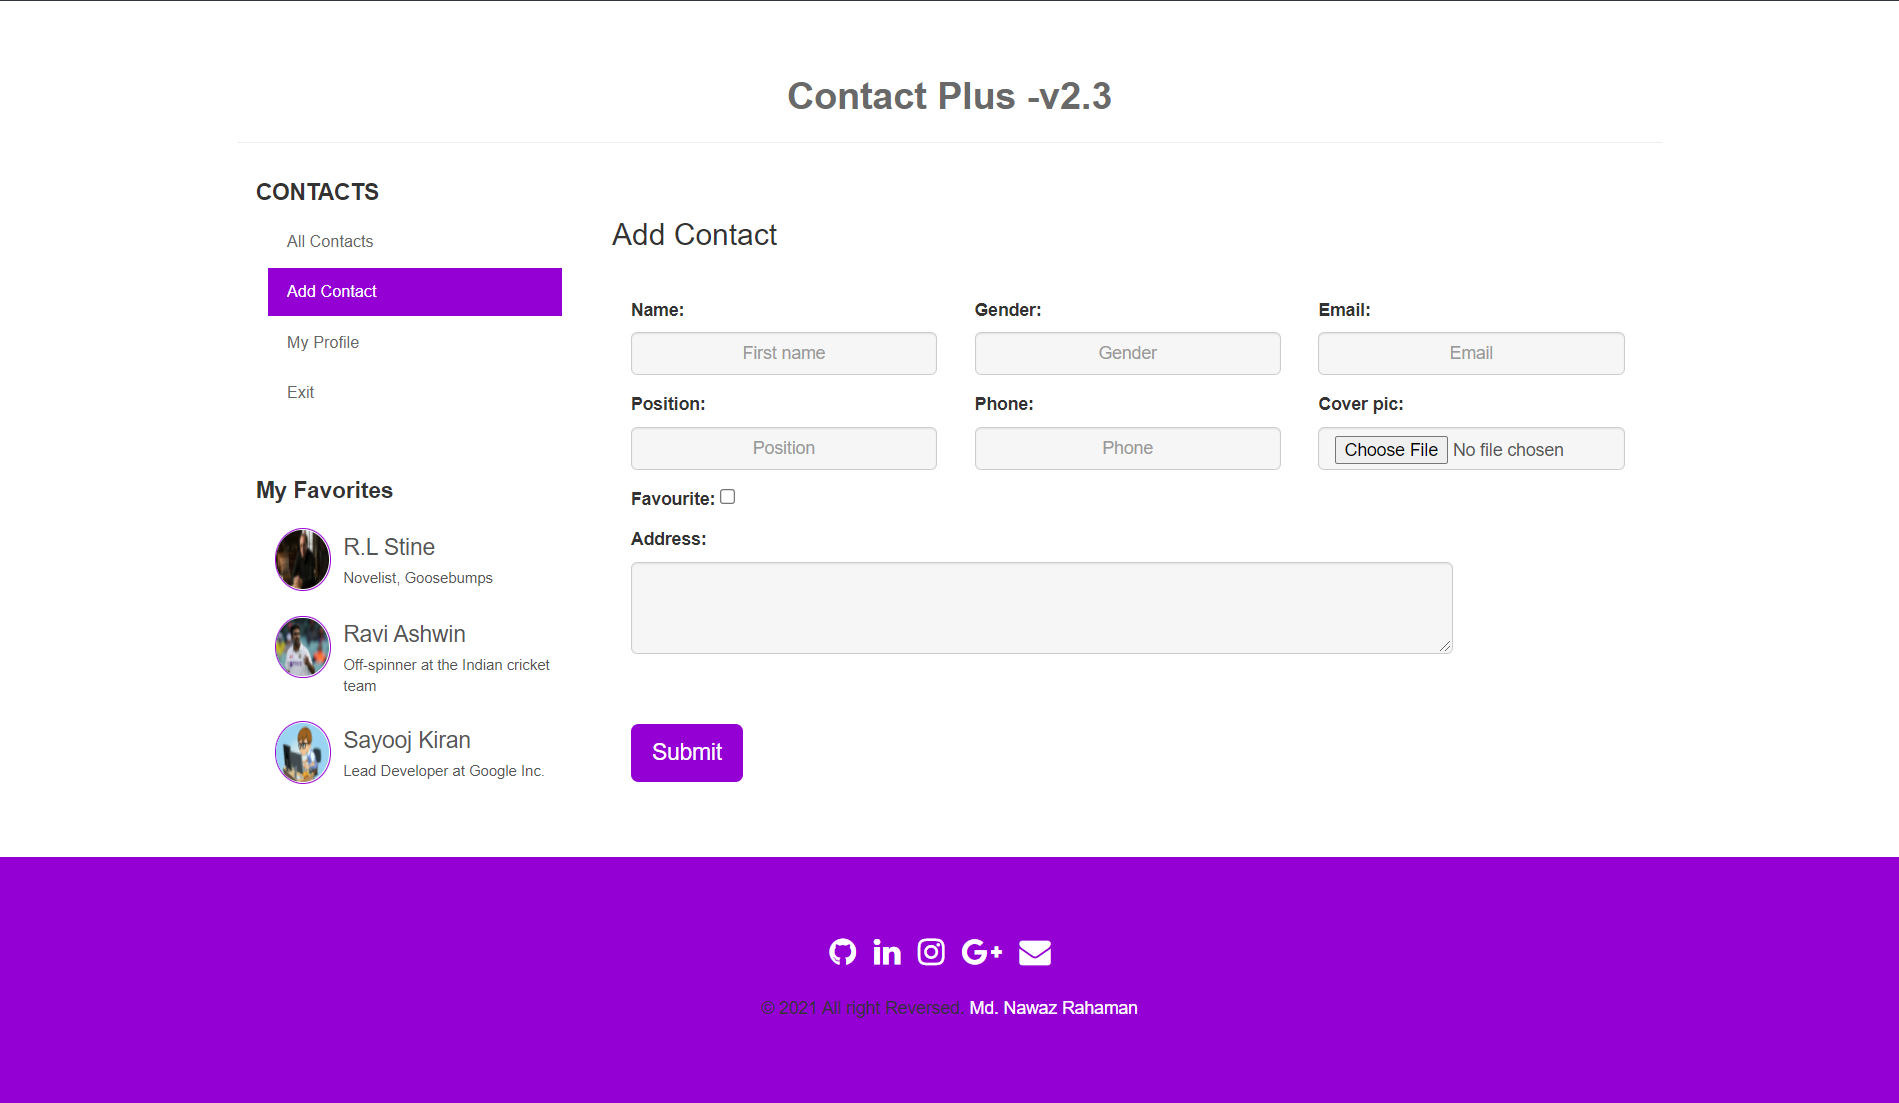 Contact Plus -v2.3
CONTACTS
All Contacts
Add Contact
My Profile
Exit
My Favorites
R.L Stine
Novelist, Goosebumps
Ravi Ashwin
Off-spinner at the Indian cricket
team
Sayooj Kiran
Lead Developer at Google Inc.
Add Contact
Name: Gender: Email:
First name Gender Email
Position: Phone: Cover pic:
Position Phone Choose File No file chosen
Favourite:
Address:
Submit
© 2021 All right Reversed. Md. Nawaz Rahaman